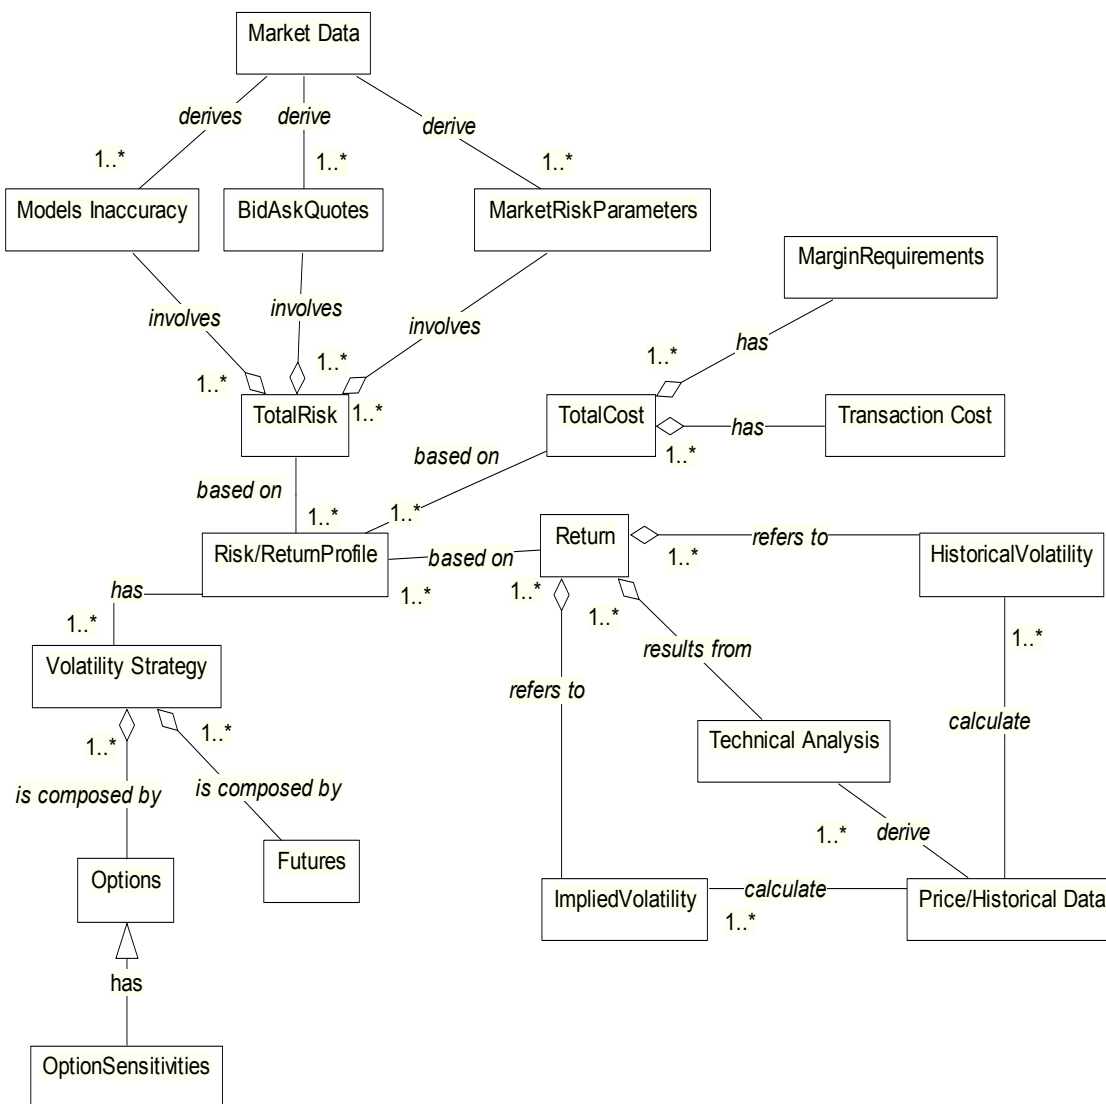 Market Data
derives
derive
derive
1..*
1..*
1..*
Models Inaccuracy
BidAskQuotes
MarketRiskParameters
MarginRequirements
involves
involves
involves
has
1..*
1..*
1..*
1..*
TotalRisk
TotalCost
Transaction Cost
has
1..*
based on
based on
1..*
1..*
Risk/ReturnProfile
based on
Return
refers to
1..*
HistoricalVolatility
has
1..*
1..*
1..*
1..*
1..*
1..*
Volatility Strategy
results from
refers to
1..*
1..*
calculate
Technical Analysis
is composed by
is composed by
1..*
derive
Options
Futures
ImpliedVolatility
calculate
1..*
Price/Historical Data
has
OptionSensitivities